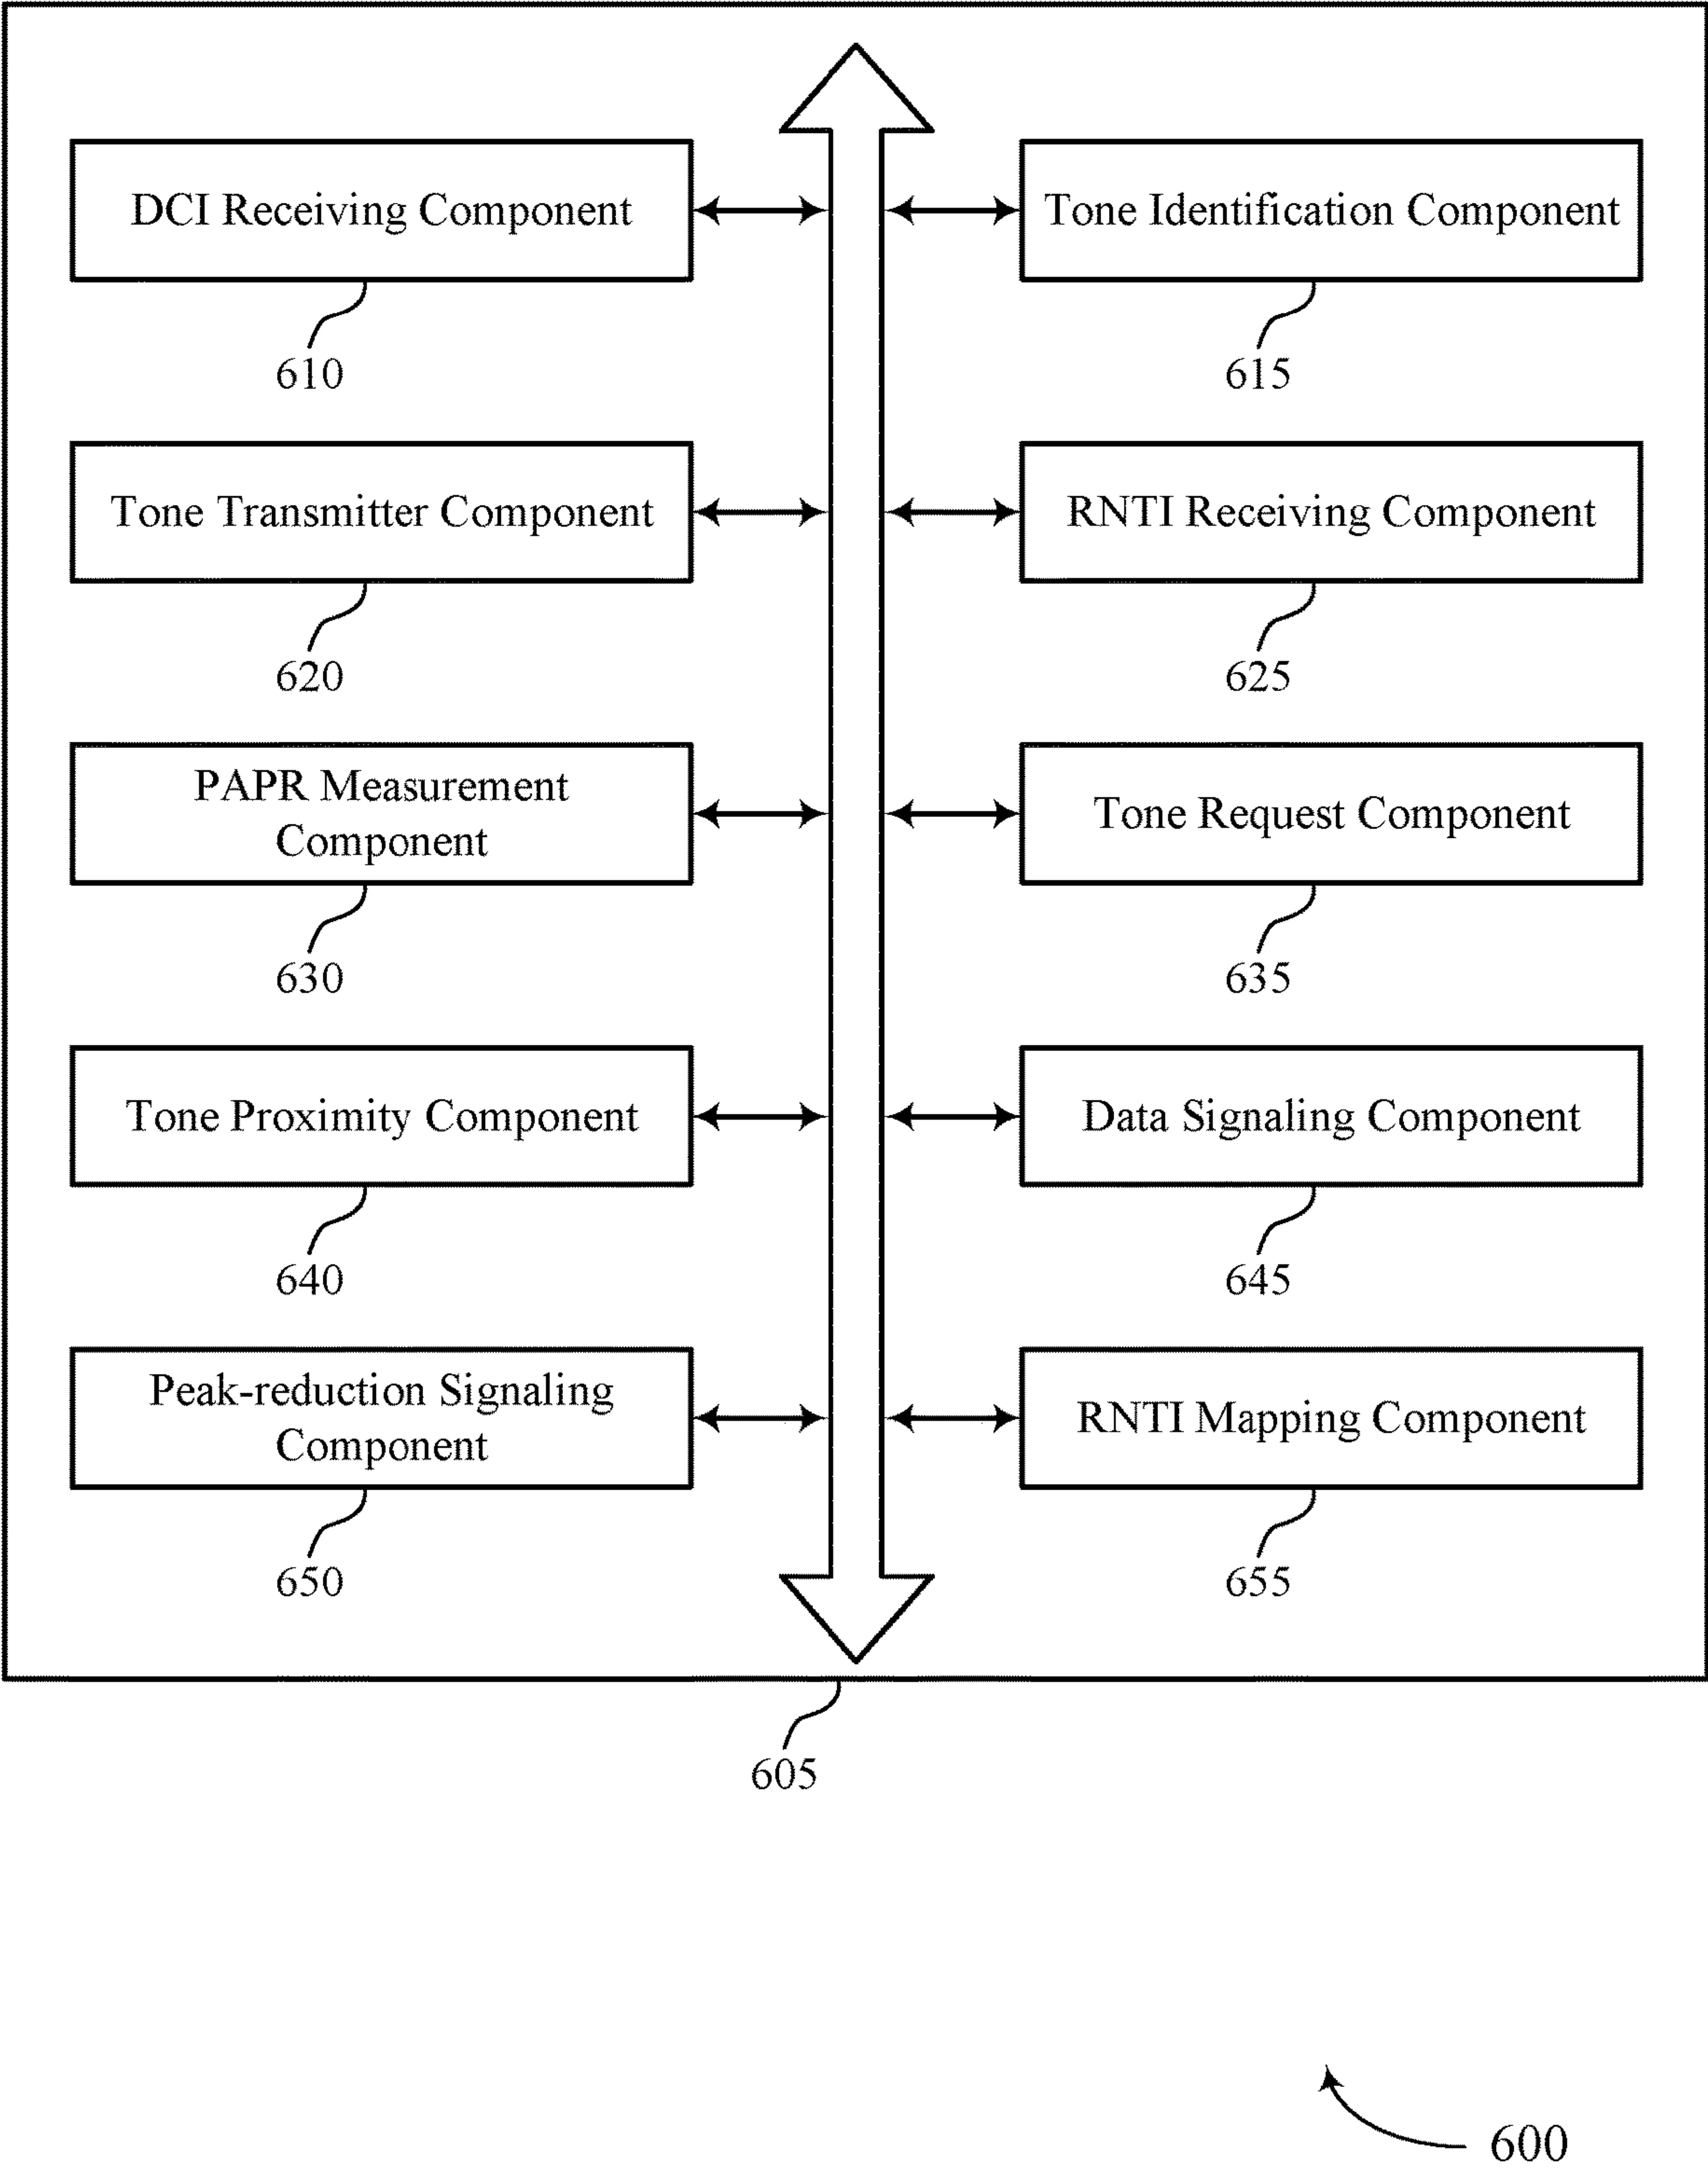 DCI Receiving Component
Tone Identification Component
610
615
Tone Transmitter Component
RNTI Receiving Component
620
625
PAPR Measurement
Component
Tone Request Component
630
635
Tone Proximity Component
Data Signaling Component
640
645
Peak-reduction Signaling
Component
RNTI Mapping Component
650
655
605
600